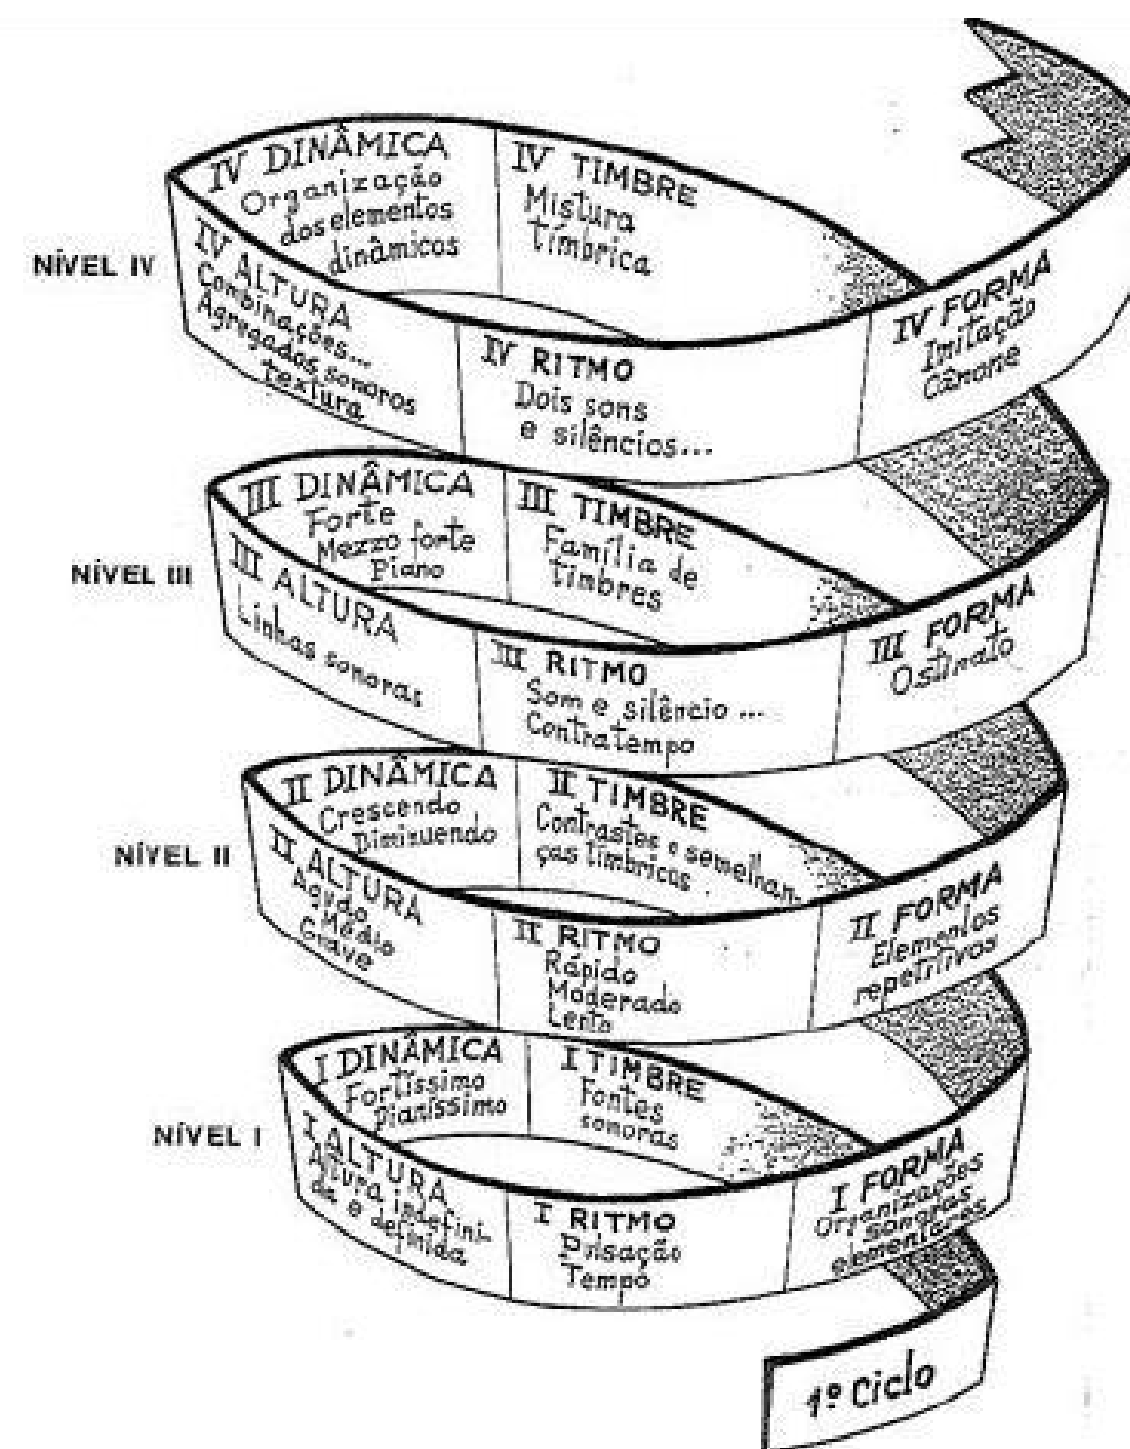 IV DINÂMICA
Organização
dos elementos
dinâmicos
IV TIMBRE
Mistura
tímbrica
NÍVEL IV
IV ALTURA
Combinações...
Agregados sonoros
textura
IV RITMO
Dois sons
e silêncios...
IV FORMA
Imitação
Cânone
III DINÂMICA
Forte
Mezzo forte
Piano
III TIMBRE
Família de
timbres
NÍVEL III
III ALTURA
Linhas sonoras
III RITMO
Som e silêncio ...
Contratempo
III FORMA
Ostinato
II DINÂMICA
Crescendo
Diminuendo
II TIMBRE
Contrastes e semelhan-
ças tímbricas
NÍVEL II
II ALTURA
Agudo
Médio
Grave
II RITMO
Rápido
Moderado
Lento
II FORMA
Elementos
repetitivos
I DINÂMICA
Fortíssimo
Pianíssimo
I TIMBRE
Fontes
sonoras
NÍVEL I
I ALTURA
Altura indefini-
da e definida
I RITMO
Pulsação
Tempo
I FORMA
Organizações
sonoras
elementares
1º Ciclo